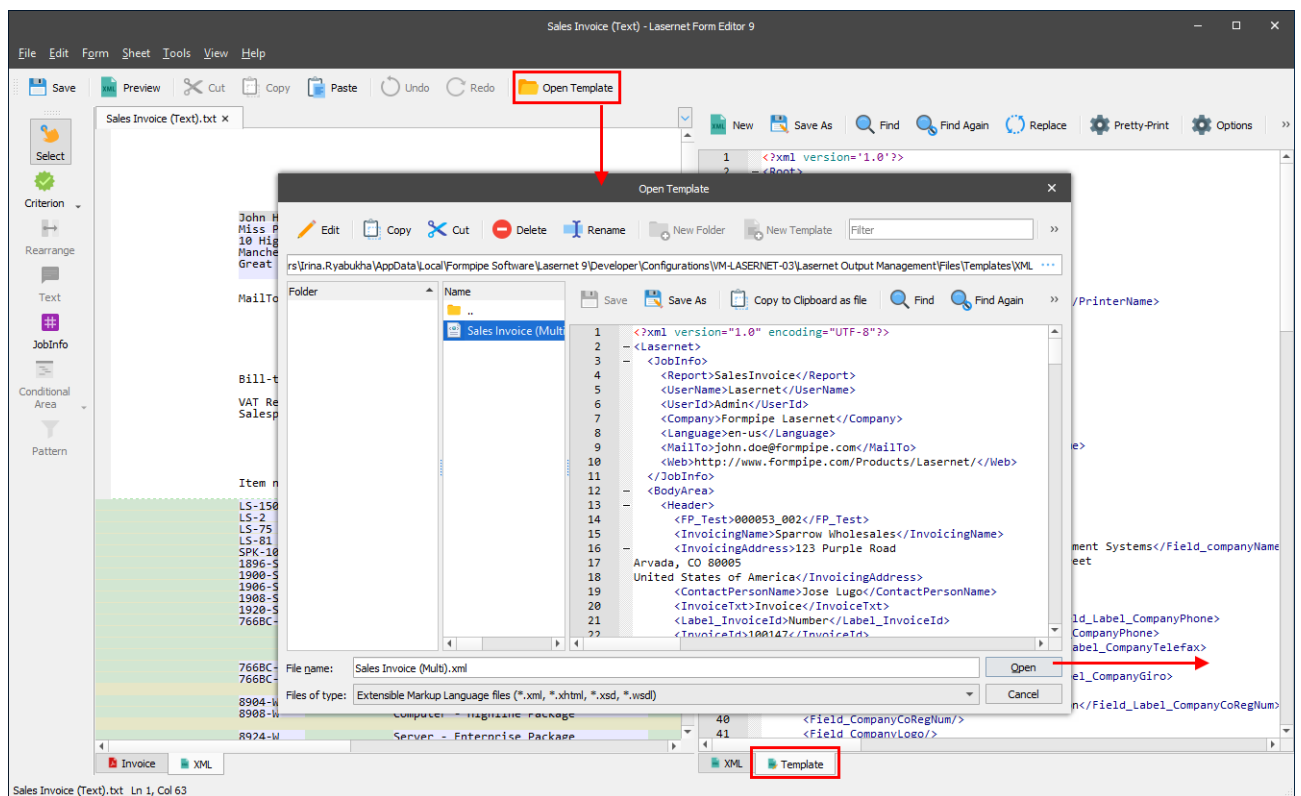 Sales Invoice (Text) - Lasernet Form Editor 9
File Edit Form Sheet Tools View Help
Save Preview Cut Copy Paste Undo Redo Open Template
Sales Invoice (Text).txt ×
New Save As Find Find Again Replace Pretty-Print Options »
Select
Criterion
Rearrange
Text
JobInfo
Conditional
Area
Pattern
1 <?xml version='1.0'?>
2 <Root>
John H
Miss P
10 Hig
Manche
Great
MailTo
Bill-t
VAT Re
Salesp
Item n
LS-150
LS-2
LS-75
LS-81
SPK-10
1896-S
1900-S
1906-S
1908-S
1920-S
766BC-
766BC-
766BC-
8904-W
8908-W Computer - Highline Package
8924-W Server - Enterprise Package
Open Template
Edit Copy Cut Delete Rename New Folder New Template Filter »
rs\Irina.Ryabukha\AppData\Local\Formpipe Software\Lasernet 9\Developer\Configurations\VM-LASERNET-03\Lasernet Output Management\Files\Templates\XML ...
Folder
Name
..
Sales Invoice (Multi
Save Save As Copy to Clipboard as file Find Find Again »
1 <?xml version="1.0" encoding="UTF-8"?>
2 <Lasernet>
3 <JobInfo>
4 <Report>SalesInvoice</Report>
5 <UserName>Lasernet</UserName>
6 <UserId>Admin</UserId>
7 <Company>Formpipe Lasernet</Company>
8 <Language>en-us</Language>
9 <MailTo>john.doe@formpipe.com</MailTo>
10 <Web>http://www.formpipe.com/Products/Lasernet/</Web>
11 </JobInfo>
12 <BodyArea>
13 <Header>
14 <FP_Test>000053_002</FP_Test>
15 <InvoicingName>Sparrow Wholesales</InvoicingName>
16 <InvoicingAddress>123 Purple Road
17 Arvada, CO 80005
18 United States of America</InvoicingAddress>
19 <ContactPersonName>Jose Lugo</ContactPersonName>
20 <InvoiceTxt>Invoice</InvoiceTxt>
21 <Label_InvoiceId>Number</Label_InvoiceId>
22 <InvoiceId>100147</InvoiceId>
File name: Sales Invoice (Multi).xml Open
Files of type: Extensible Markup Language files (*.xml, *.xhtml, *.xsd, *.wsdl) Cancel
/PrinterName>
e>
ment Systems</Field_companyName
eet
ld_Label_CompanyPhone>
CompanyPhone>
abel_CompanyTelefax>
el_CompanyGiro>
n</Field_Label_CompanyCoRegNum>
40 <Field_CompanyCoRegNum/>
41 <Field_CompanyLogo/>
Invoice XML
XML Template
Sales Invoice (Text).txt Ln 1, Col 63